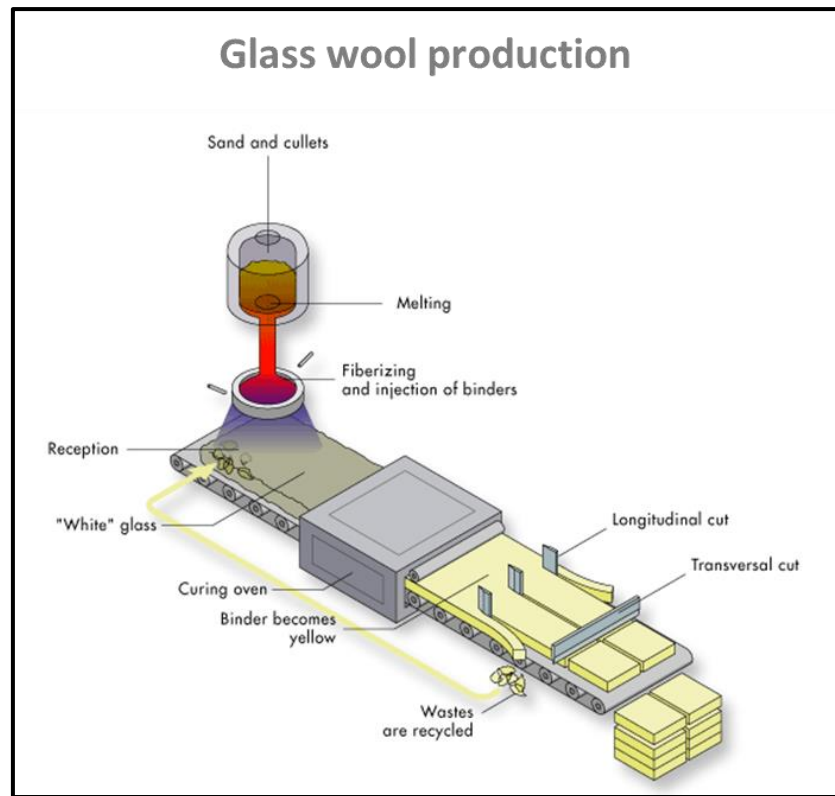 Glass wool production
Sand and cullets
Melting
Fiberizing
and injection of binders
Reception
"White" glass
Longitudinal cut
Transversal cut
Curing oven
Binder becomes
yellow
Wastes
are recycled